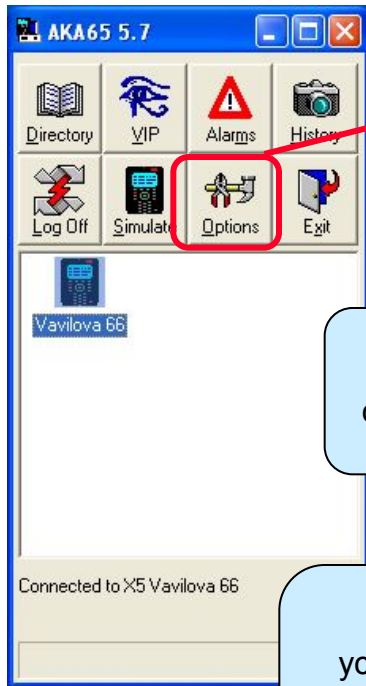 AKA65 5.7
Directory VIP Alarms History
Log Off Simulate Options Exit
Vavilova 66
Connected to X5 Vavilova 66